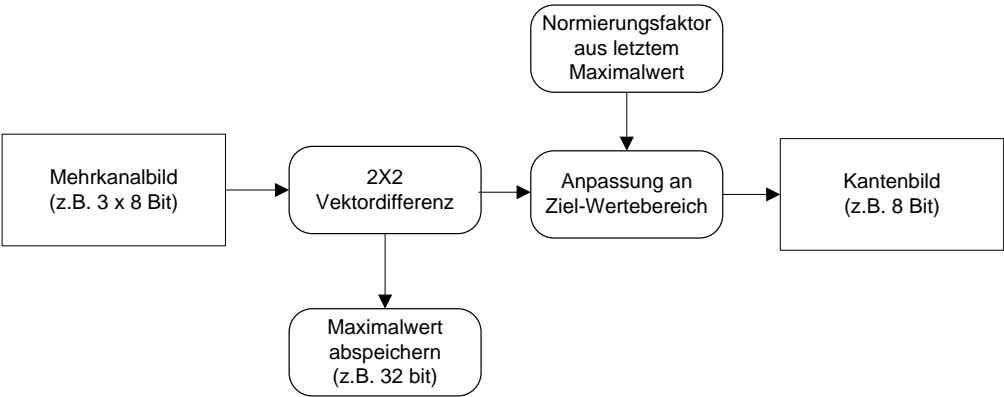 Normierungsfaktor
aus letztem
Maximalwert
Mehrkanalbild
(z.B. 3 x 8 Bit)
2X2
Vektordifferenz
Anpassung an
Ziel-Wertebereich
Kantenbild
(z.B. 8 Bit)
Maximalwert
abspeichern
(z.B. 32 bit)